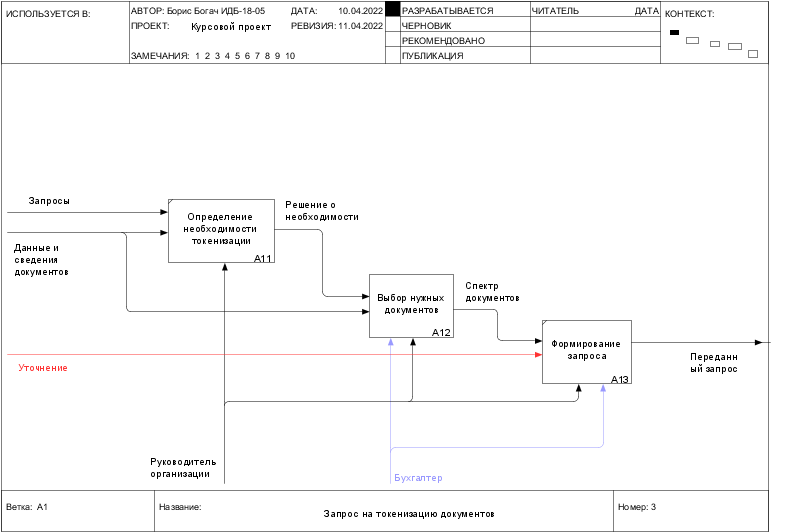 ИСПОЛЬЗУЕТСЯ В:
АВТОР: Борис Богач ИДБ-18-05
ДАТА: 10.04.2022
ПРОЕКТ: Курсовой проект
РЕВИЗИЯ: 11.04.2022
ЗАМЕЧАНИЯ: 1 2 3 4 5 6 7 8 9 10
РАЗРАБАТЫВАЕТСЯ
ЧЕРНОВИК
РЕКОМЕНДОВАНО
ПУБЛИКАЦИЯ
ЧИТАТЕЛЬ ДАТА
КОНТЕКСТ:
Запросы
Данные и
сведения
документов
Определение
необходимости
токенизации
A11
Решение о
необходимости
Выбор нужных
документов
A12
Спектр
документов
Формирование
запроса
A13
Уточнение
Переданн
ый запрос
Руководитель
организации
Бухгалтер
Ветка: A1
Название:
Запрос на токенизацию документов
Номер: 3